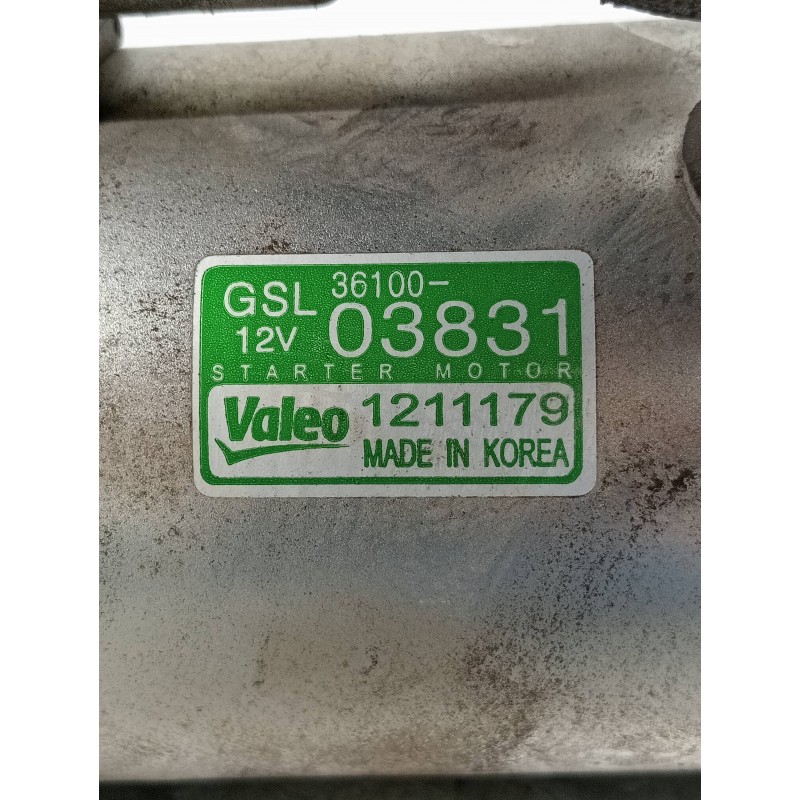 GSL 36100-
12V 03831
STARTER MOTOR
Valeo 1211179
MADE IN KOREA